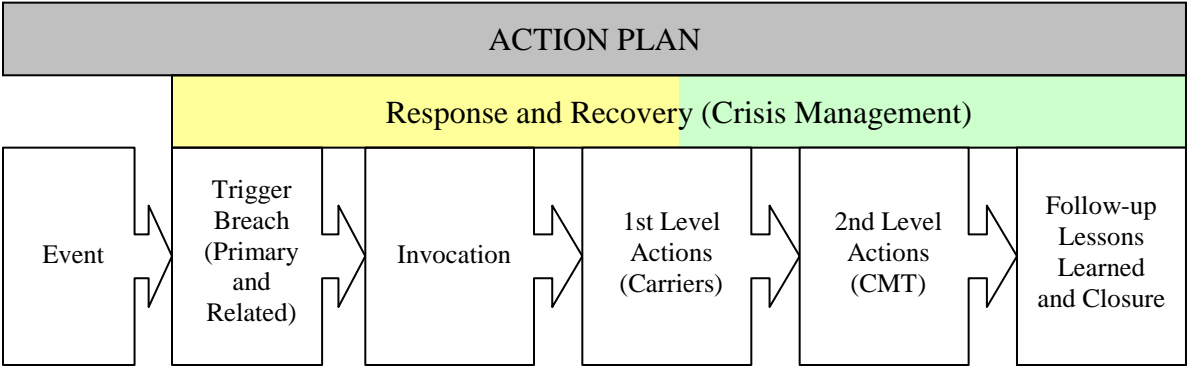 ACTION PLAN
Response and Recovery (Crisis Management)
Event
Trigger
Breach
(Primary
and
Related)
Invocation
1st Level
Actions
(Carriers)
2nd Level
Actions
(CMT)
Follow-up
Lessons
Learned
and Closure